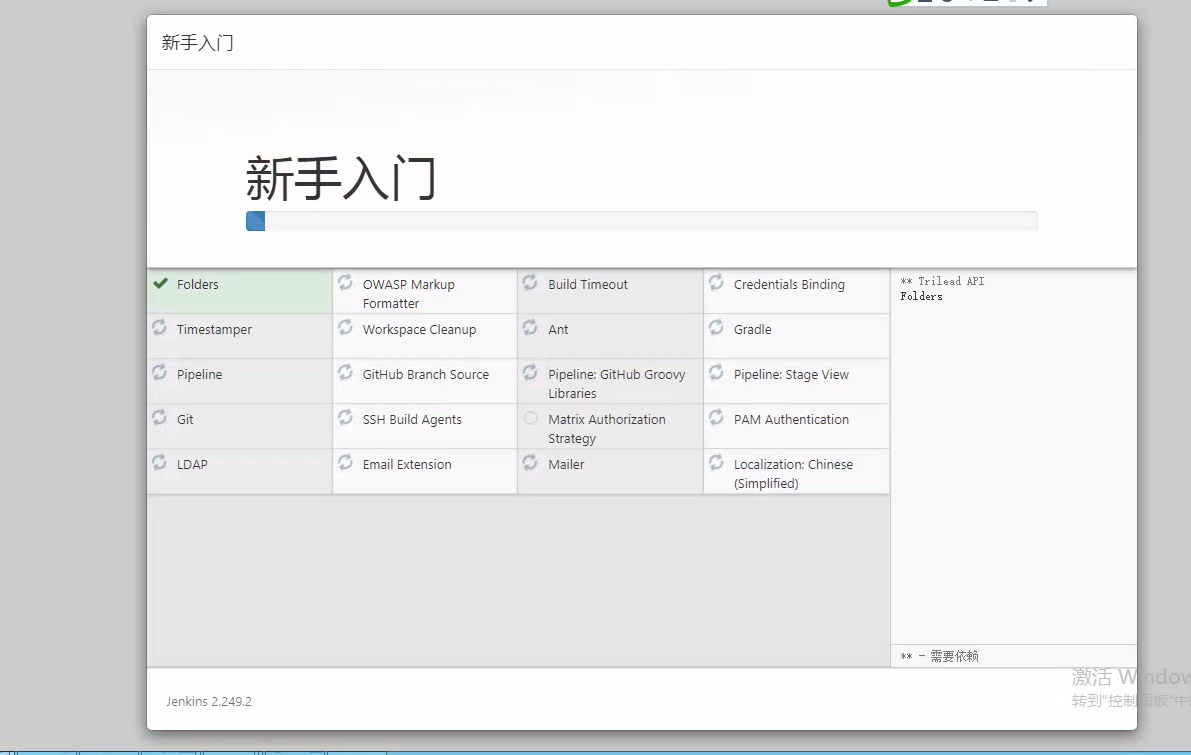 新手入门
新手入门
Folders
OWASP Markup
Formatter
Build Timeout
Credentials Binding
Timestamper
Workspace Cleanup
Ant
Gradle
Pipeline
GitHub Branch Source
Pipeline: GitHub Groovy
Libraries
Pipeline: Stage View
Git
SSH Build Agents
Matrix Authorization
Strategy
PAM Authentication
LDAP
Email Extension
Mailer
Localization: Chinese
(Simplified)
** Trilead API
Folders
** - 需要依赖
Jenkins 2.249.2
激活 Window
转到"控制面板"中